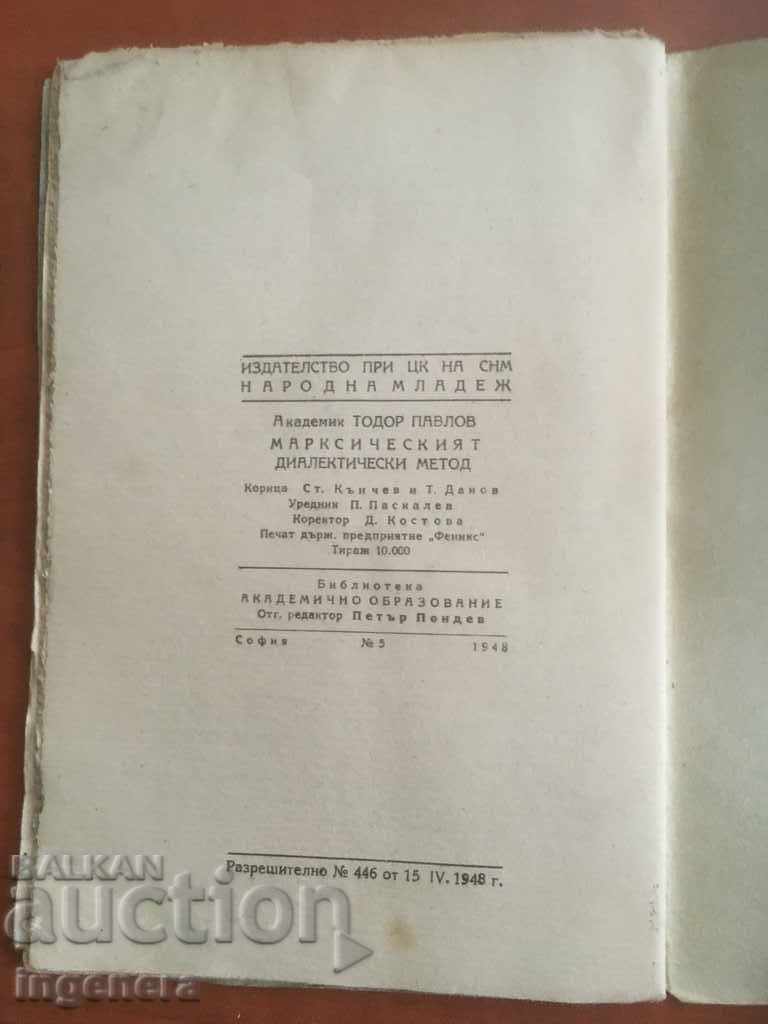 ИЗДАТЕЛСТВО ПРИ ЦК НА СНМ
НАРОДНА МЛАДЕЖ
Академик ТОДОР ПАВЛОВ
МАРКСИЧЕСКИЯТ
ДИАЛЕКТИЧЕСКИ МЕТОД
Корица Ст. Кънчев и Т. Данов
Уредник П. Паскалев
Коректор Д. Костова
Печат държ. предприятие „Феникс“
Тираж 10.000
Библиотека
АКАДЕМИЧНО ОБРАЗОВАНИЕ
Отг. редактор Петър Пондев
София № 5 1948
Разрешително № 446 от 15 IV. 1948 г.
BALKAN
auction
ingenera